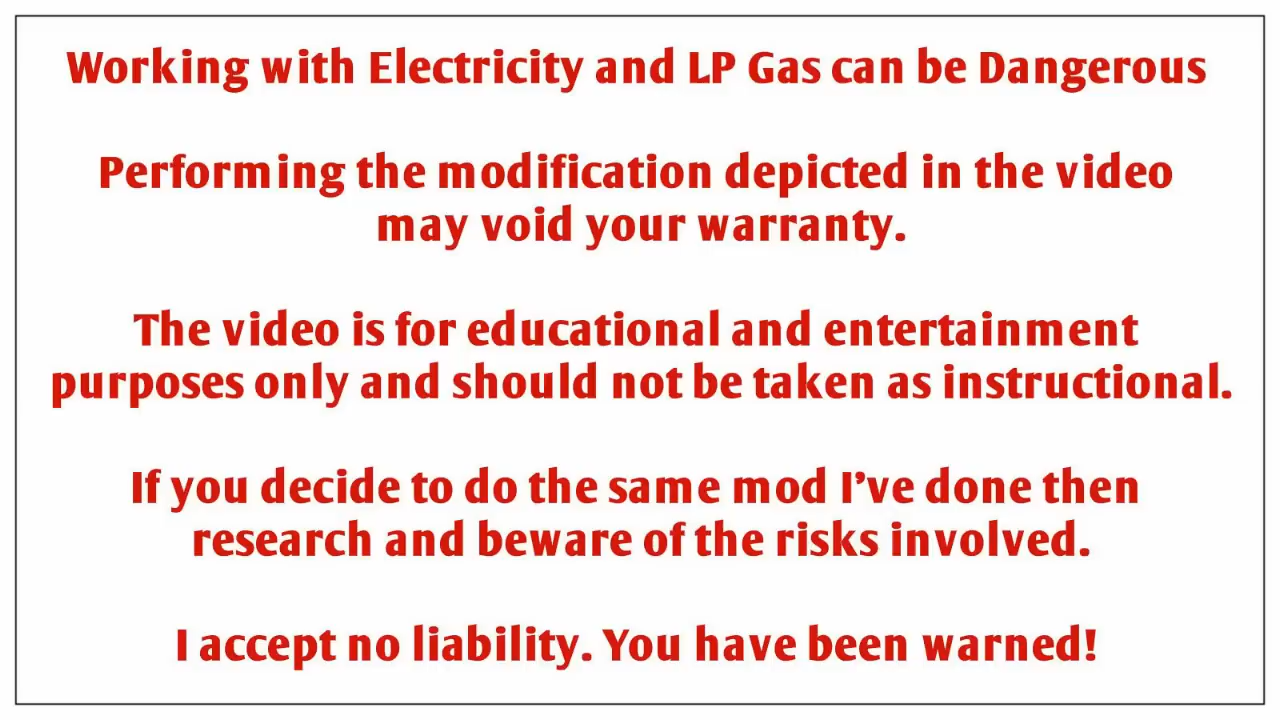 Working with Electricity and LP Gas can be Dangerous
Performing the modification depicted in the video
may void your warranty.
The video is for educational and entertainment
purposes only and should not be taken as instructional.
If you decide to do the same mod I've done then
research and beware of the risks involved.
I accept no liability. You have been warned!